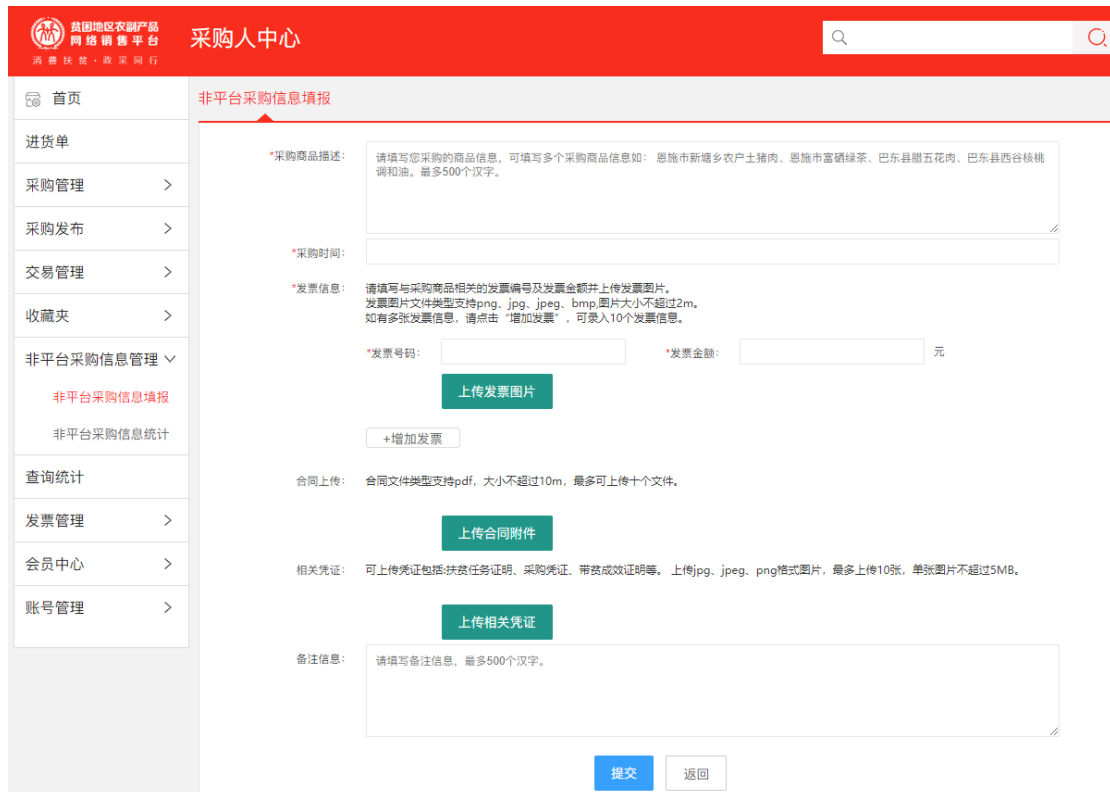 贫困地区农副产品
网络销售平台
消费扶贫·政采同行
采购人中心
首页
进货单
采购管理
采购发布
交易管理
收藏夹
非平台采购信息管理
非平台采购信息填报
非平台采购信息统计
查询统计
发票管理
会员中心
账号管理
非平台采购信息填报
*采购商品描述:
请填写您采购的商品信息，可填写多个采购商品信息如: 恩施市新塘乡农户土猪肉、恩施市富硒绿茶、巴东县腊五花肉、巴东县西谷核桃
调和油。最多500个汉字。
*采购时间:
*发票信息:
请填写与采购商品相关的发票编号及发票金额并上传发票图片。
发票图片文件类型支持png、jpg、jpeg、bmp,图片大小不超过2m。
如有多张发票信息，请点击“增加发票”，可录入10个发票信息。
*发票号码:
*发票金额:
元
上传发票图片
+增加发票
合同上传:
合同文件类型支持pdf，大小不超过10m，最多可上传十个文件。
上传合同附件
相关凭证:
可上传凭证包括:扶贫任务证明、采购凭证、带贫成效证明等。 上传jpg、jpeg、png格式图片，最多上传10张，单张图片不超过5MB。
上传相关凭证
备注信息:
请填写备注信息，最多500个汉字。
提交
返回